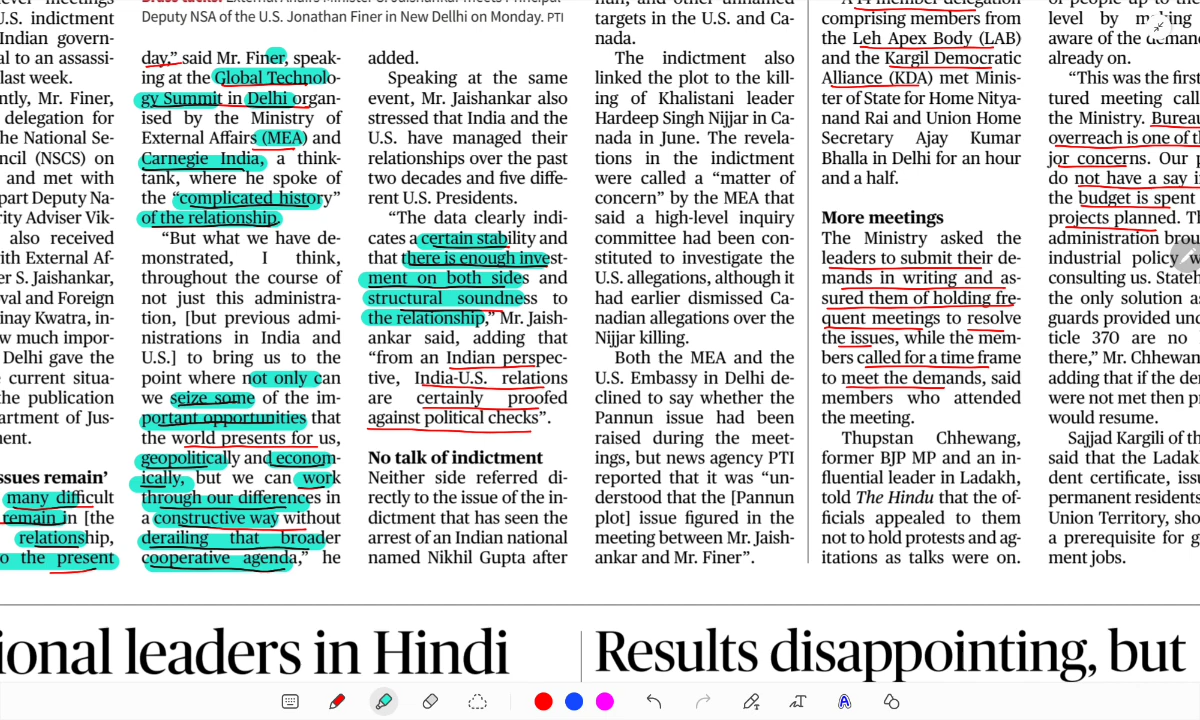 Deputy NSA of the U.S. Jonathan Finer in New Dellhi on Monday. PTI
U.S. indictment
Indian govern-
al to an assassi-
last week.
ntly, Mr. Finer,
delegation for
he National Se-
ncil (NSCS) on
and met with
part Deputy Na-
rity Adviser Vik-
also received
vith External Af-
er S. Jaishankar,
val and Foreign
inay Kwatra, in-
w much impor-
Delhi gave the
e current situa-
the publication
artment of Jus-
ment.
ssues remain’
many difficult
remain in [the
relationship,
o the present
day,” said Mr. Finer, speak-
ing at the Global Technolo-
gy Summit in Delhi organ-
ised by the Ministry of
External Affairs (MEA) and
Carnegie India, a think-
tank, where he spoke of
the “complicated history”
of the relationship.
“But what we have de-
monstrated, I think,
throughout the course of
not just this administra-
tion, [but previous admi-
nistrations in India and
U.S.] to bring us to the
point where not only can
we seize some of the im-
portant opportunities that
the world presents for us,
geopolitically and econom-
ically, but we can work
through our differences in
a constructive way without
derailing that broader
cooperative agenda,” he
added.
Speaking at the same
event, Mr. Jaishankar also
stressed that India and the
U.S. have managed their
relationships over the past
two decades and five diffe-
rent U.S. Presidents.
“The data clearly indi-
cates a certain stability and
that there is enough invest-
ment on both sides and
structural soundness to
the relationship,” Mr. Jaish-
ankar said, adding that
“from an Indian perspec-
tive, India-U.S. relations
are certainly proofed
against political checks”.
No talk of indictment
Neither side referred di-
rectly to the issue of the in-
dictment that has seen the
arrest of an Indian national
named Nikhil Gupta after
targets in the U.S. and Ca-
nada.
The indictment also
linked the plot to the kill-
ing of Khalistani leader
Hardeep Singh Nijjar in Ca-
nada in June. The revela-
tions in the indictment
were called a “matter of
concern” by the MEA that
said a high-level inquiry
committee had been con-
stituted to investigate the
U.S. allegations, although it
had earlier dismissed Ca-
nadian allegations over the
Nijjar killing.
Both the MEA and the
U.S. Embassy in Delhi de-
clined to say whether the
Pannun issue had been
raised during the meet-
ings, but news agency PTI
reported that it was “un-
derstood that the [Pannun
plot] issue figured in the
meeting between Mr. Jaish-
ankar and Mr. Finer”.
A 14 member delegation
comprising members from
the Leh Apex Body (LAB)
and the Kargil Democratic
Alliance (KDA) met Minis-
ter of State for Home Nitya-
nand Rai and Union Home
Secretary Ajay Kumar
Bhalla in Delhi for an hour
and a half.
More meetings
The Ministry asked the
leaders to submit their de-
mands in writing and as-
sured them of holding fre-
quent meetings to resolve
the issues, while the mem-
bers called for a time frame
to meet the demands, said
members who attended
the meeting.
Thupstan Chhewang,
former BJP MP and an in-
fluential leader in Ladakh,
told The Hindu that the of-
ficials appealed to them
not to hold protests and ag-
itations as talks were on.
level by making
aware of the demand
already on.
“This was the first
tured meeting call
the Ministry. Bureau
overreach is one of th
jor concerns. Our p
do not have a say i
the budget is spent
projects planned. T
administration brou
industrial policy w
consulting us. Stateh
the only solution a
guards provided und
ticle 370 are no
there,” Mr. Chhewan
adding that if the de
were not met then p
would resume.
Sajjad Kargili of th
said that the Ladak
dent certificate, iss
permanent residents
Union Territory, sho
a prerequisite for g
ment jobs.
ional leaders in Hindi
Results disappointing, but